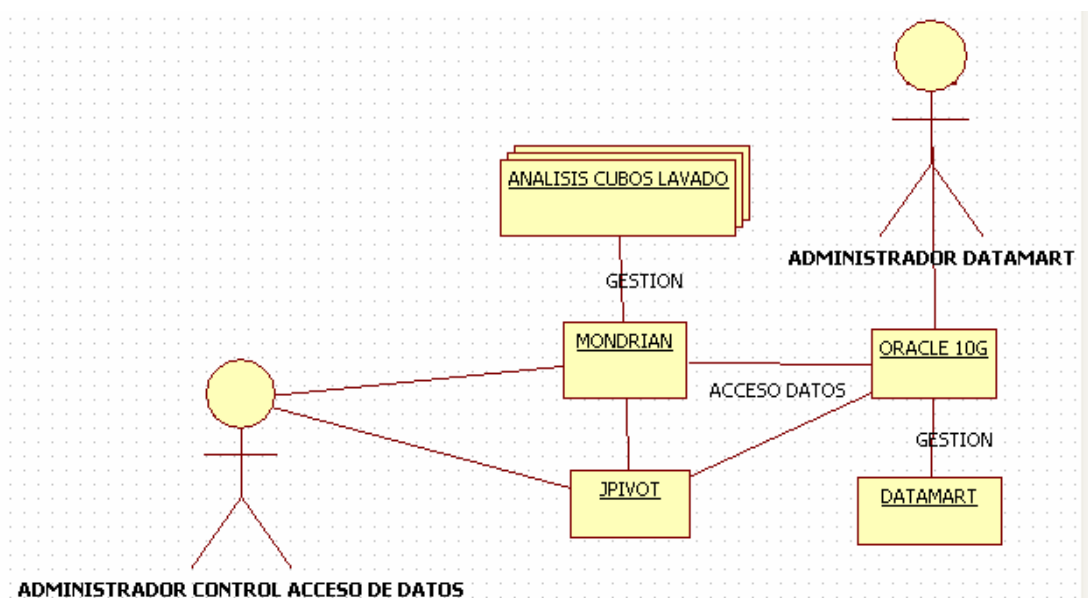 ANALISIS CUBOS LAVADO
ADMINISTRADOR DATAMART
GESTION
MONDRIAN
ORACLE 10G
ACCESO DATOS
GESTION
JPIVOT
DATAMART
ADMINISTRADOR CONTROL ACCESO DE DATOS